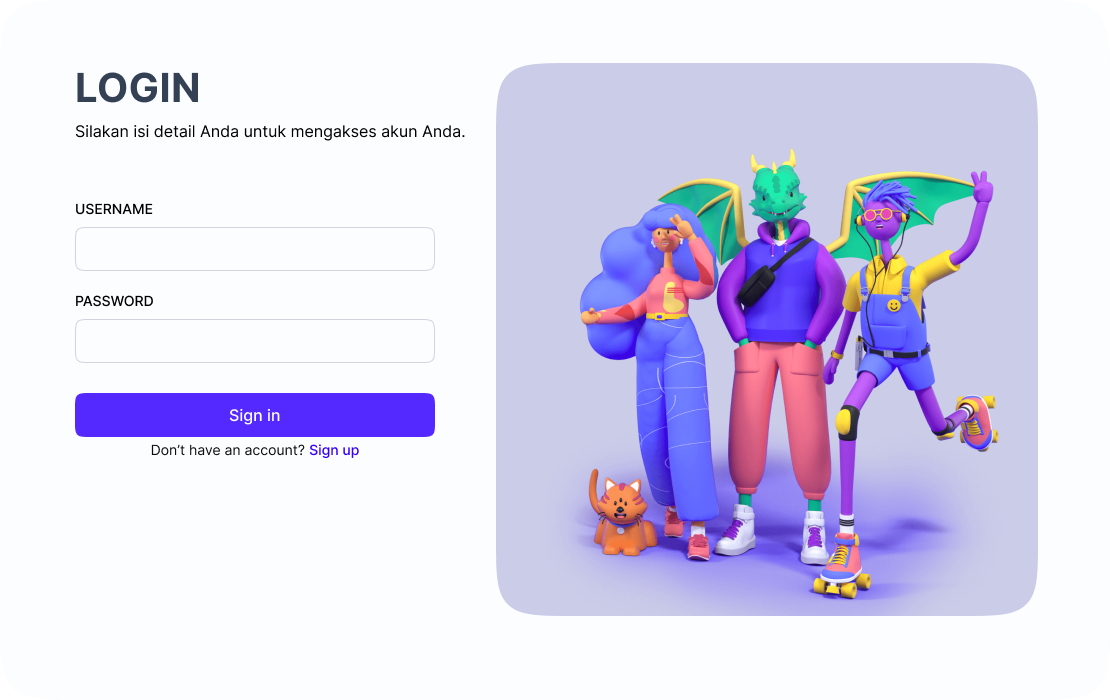 LOGIN
Silakan isi detail Anda untuk mengakses akun Anda.
USERNAME
PASSWORD
Sign in
Don't have an account? Sign up